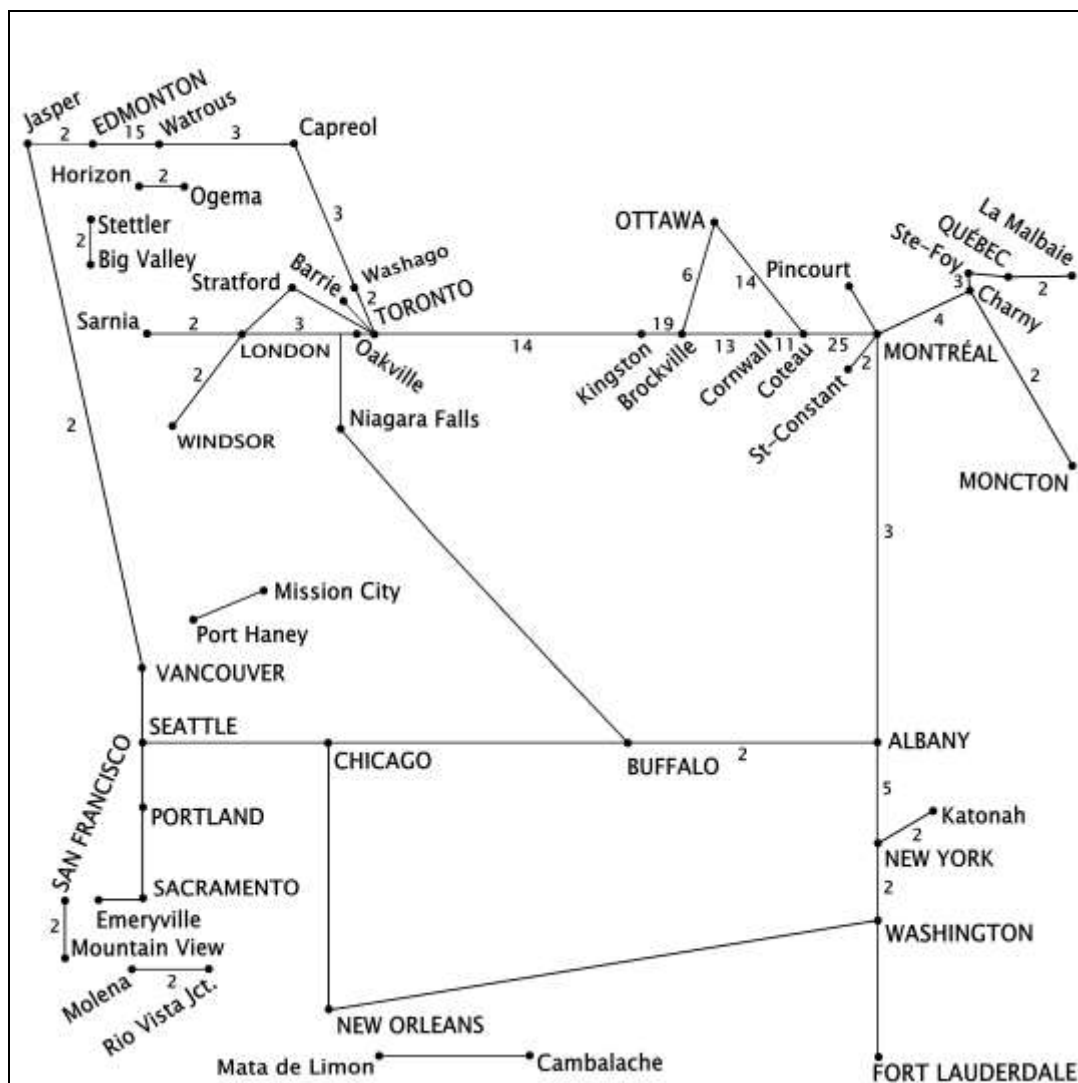 Jasper
2
EDMONTON
15
Watrous
3
Capreol
Horizon
2
Ogema
Stettler
2
Big Valley
3
OTTAWA
La Malbaie
QUÉBEC
Ste-Foy
2
3
Charny
Stratford
Barrie
Washago
2
TORONTO
6
14
Pincourt
Sarnia
2
LONDON
3
Oakville
14
Kingston
19
Brockville
13
Cornwall
11
Coteau
25
MONTRÉAL
4
2
St-Constant
2
2
WINDSOR
Niagara Falls
2
MONCTON
3
Mission City
Port Haney
VANCOUVER
SEATTLE
CHICAGO
BUFFALO
2
ALBANY
5
SAN FRANCISCO
PORTLAND
Katonah
2
NEW YORK
2
SACRAMENTO
Emeryville
2
Mountain View
WASHINGTON
Molena
2
Rio Vista Jct.
NEW ORLEANS
Mata de Limon
Cambalache
FORT LAUDERDALE